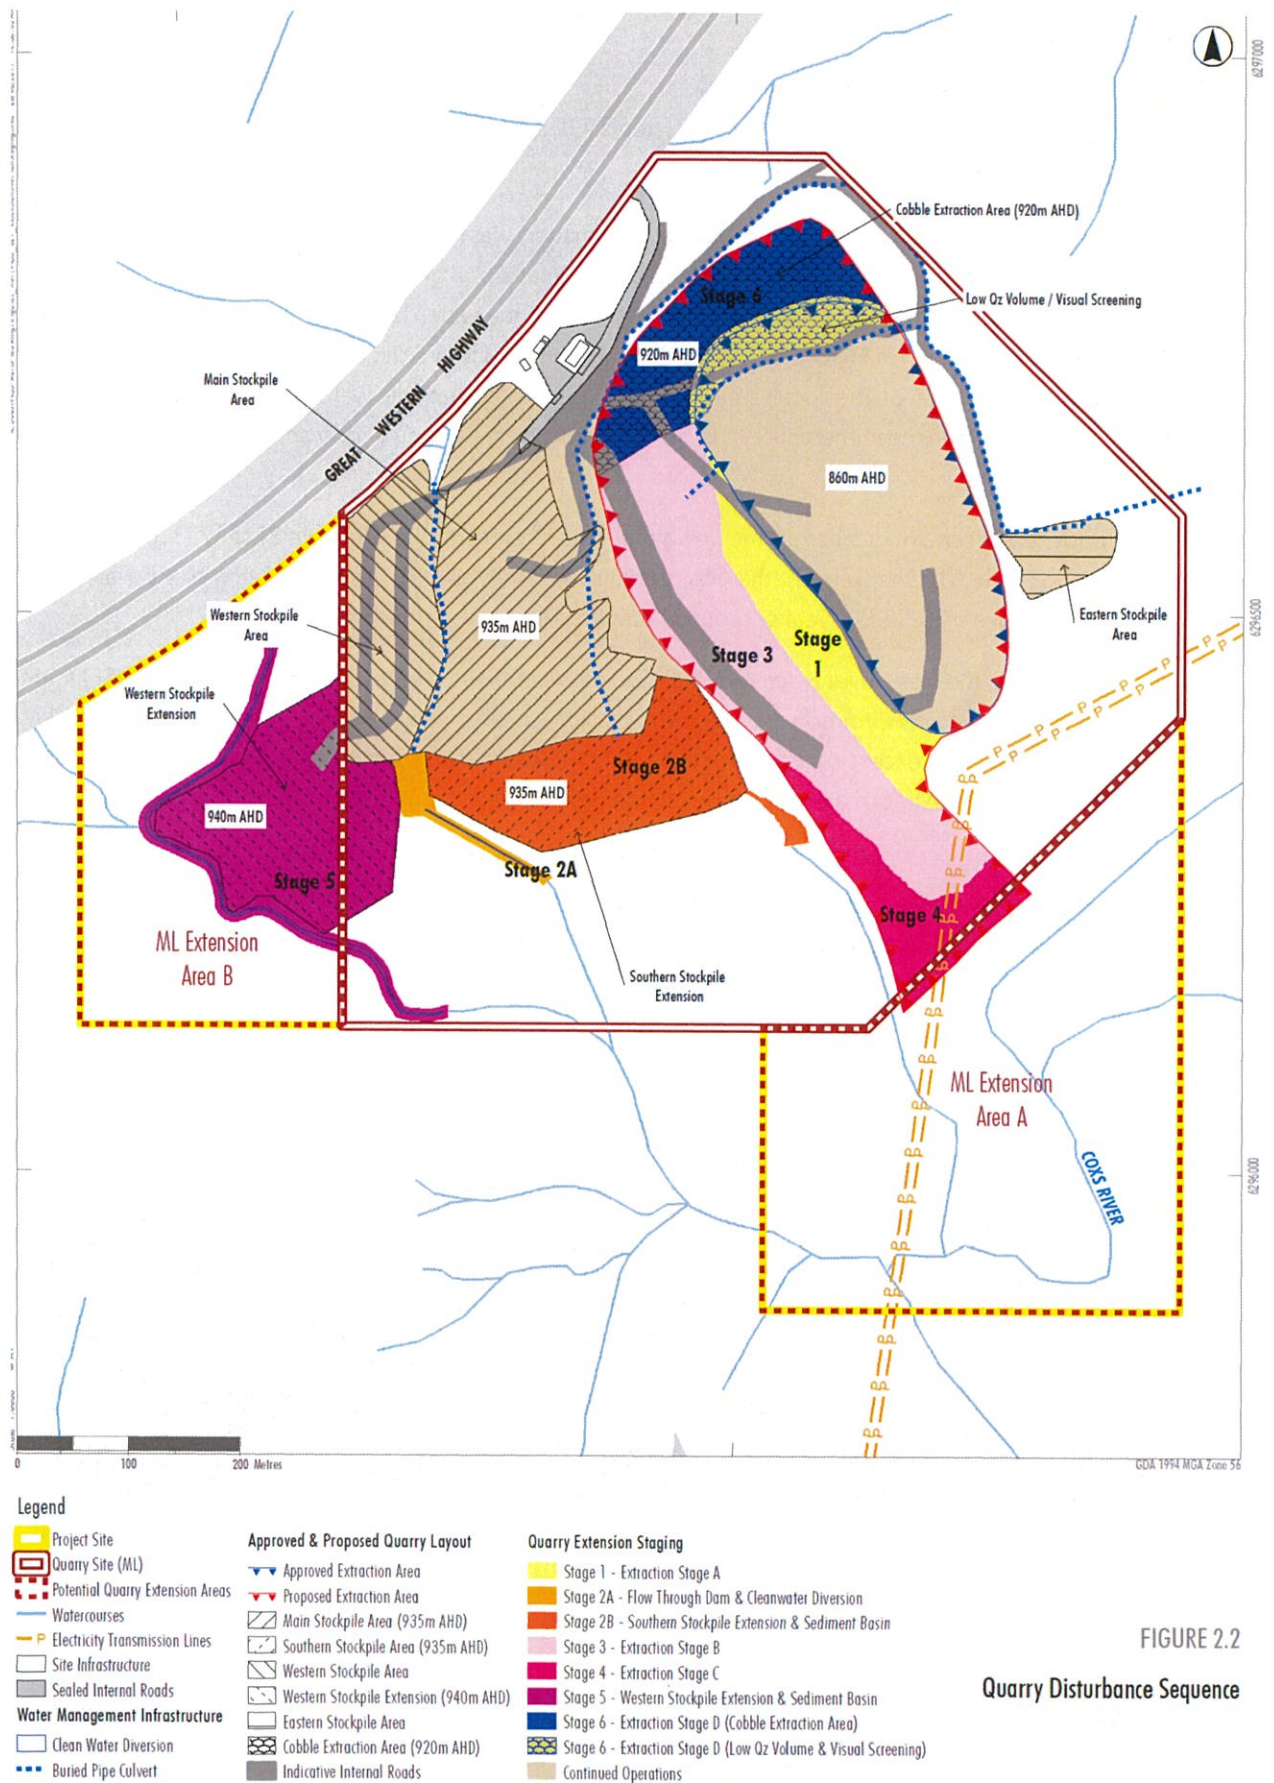 6297000
Cobble Extraction Area (920m AHD)
Stage 6
Low Qz Volume / Visual Screening
920m AHD
GREAT WESTERN HIGHWAY
Main Stockpile
Area
860m AHD
Western Stockpile
Area
935m AHD
Eastern Stockpile
Area
6296500
Stage
1
Stage 3
Western Stockpile
Extension
Stage 2B
935m AHD
940m AHD
Stage 2A
Stage 5
Stage 4
ML Extension
Area B
Southern Stockpile
Extension
ML Extension
Area A
COXS RIVER
6296000
P P P P P P P P
0 100 200 Metres
GDA 1994 MGA Zone 56
Legend
Project Site
Quarry Site (ML)
Potential Quarry Extension Areas
Watercourses
P Electricity Transmission Lines
Site Infrastructure
Sealed Internal Roads
Water Management Infrastructure
Clean Water Diversion
Buried Pipe Culvert
Approved & Proposed Quarry Layout
Approved Extraction Area
Proposed Extraction Area
Main Stockpile Area (935m AHD)
Southern Stockpile Area (935m AHD)
Western Stockpile Area
Western Stockpile Extension (940m AHD)
Eastern Stockpile Area
Cobble Extraction Area (920m AHD)
Indicative Internal Roads
Quarry Extension Staging
Stage 1 - Extraction Stage A
Stage 2A - Flow Through Dam & Cleanwater Diversion
Stage 2B - Southern Stockpile Extension & Sediment Basin
Stage 3 - Extraction Stage B
Stage 4 - Extraction Stage C
Stage 5 - Western Stockpile Extension & Sediment Basin
Stage 6 - Extraction Stage D (Cobble Extraction Area)
Stage 6 - Extraction Stage D (Low Qz Volume & Visual Screening)
Continued Operations
FIGURE 2.2
Quarry Disturbance Sequence